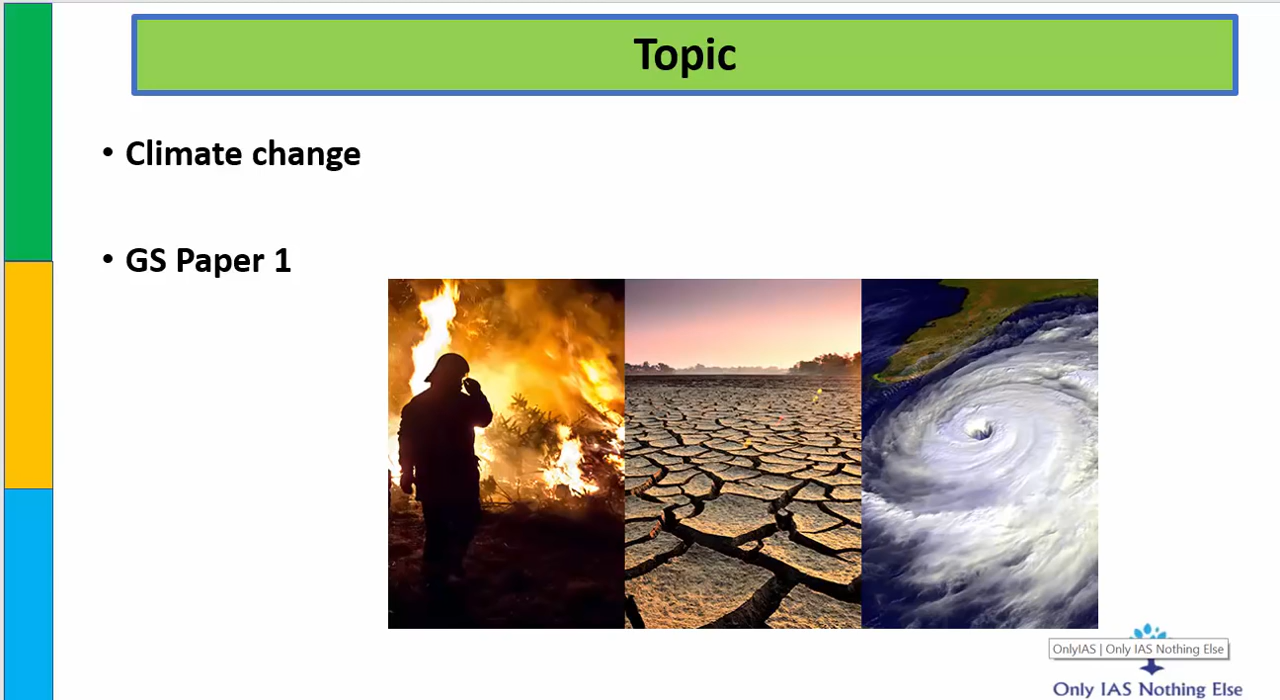 Topic
• Climate change
• GS Paper 1
OnlyIAS | Only IAS Nothing Else
Only IAS Nothing Else